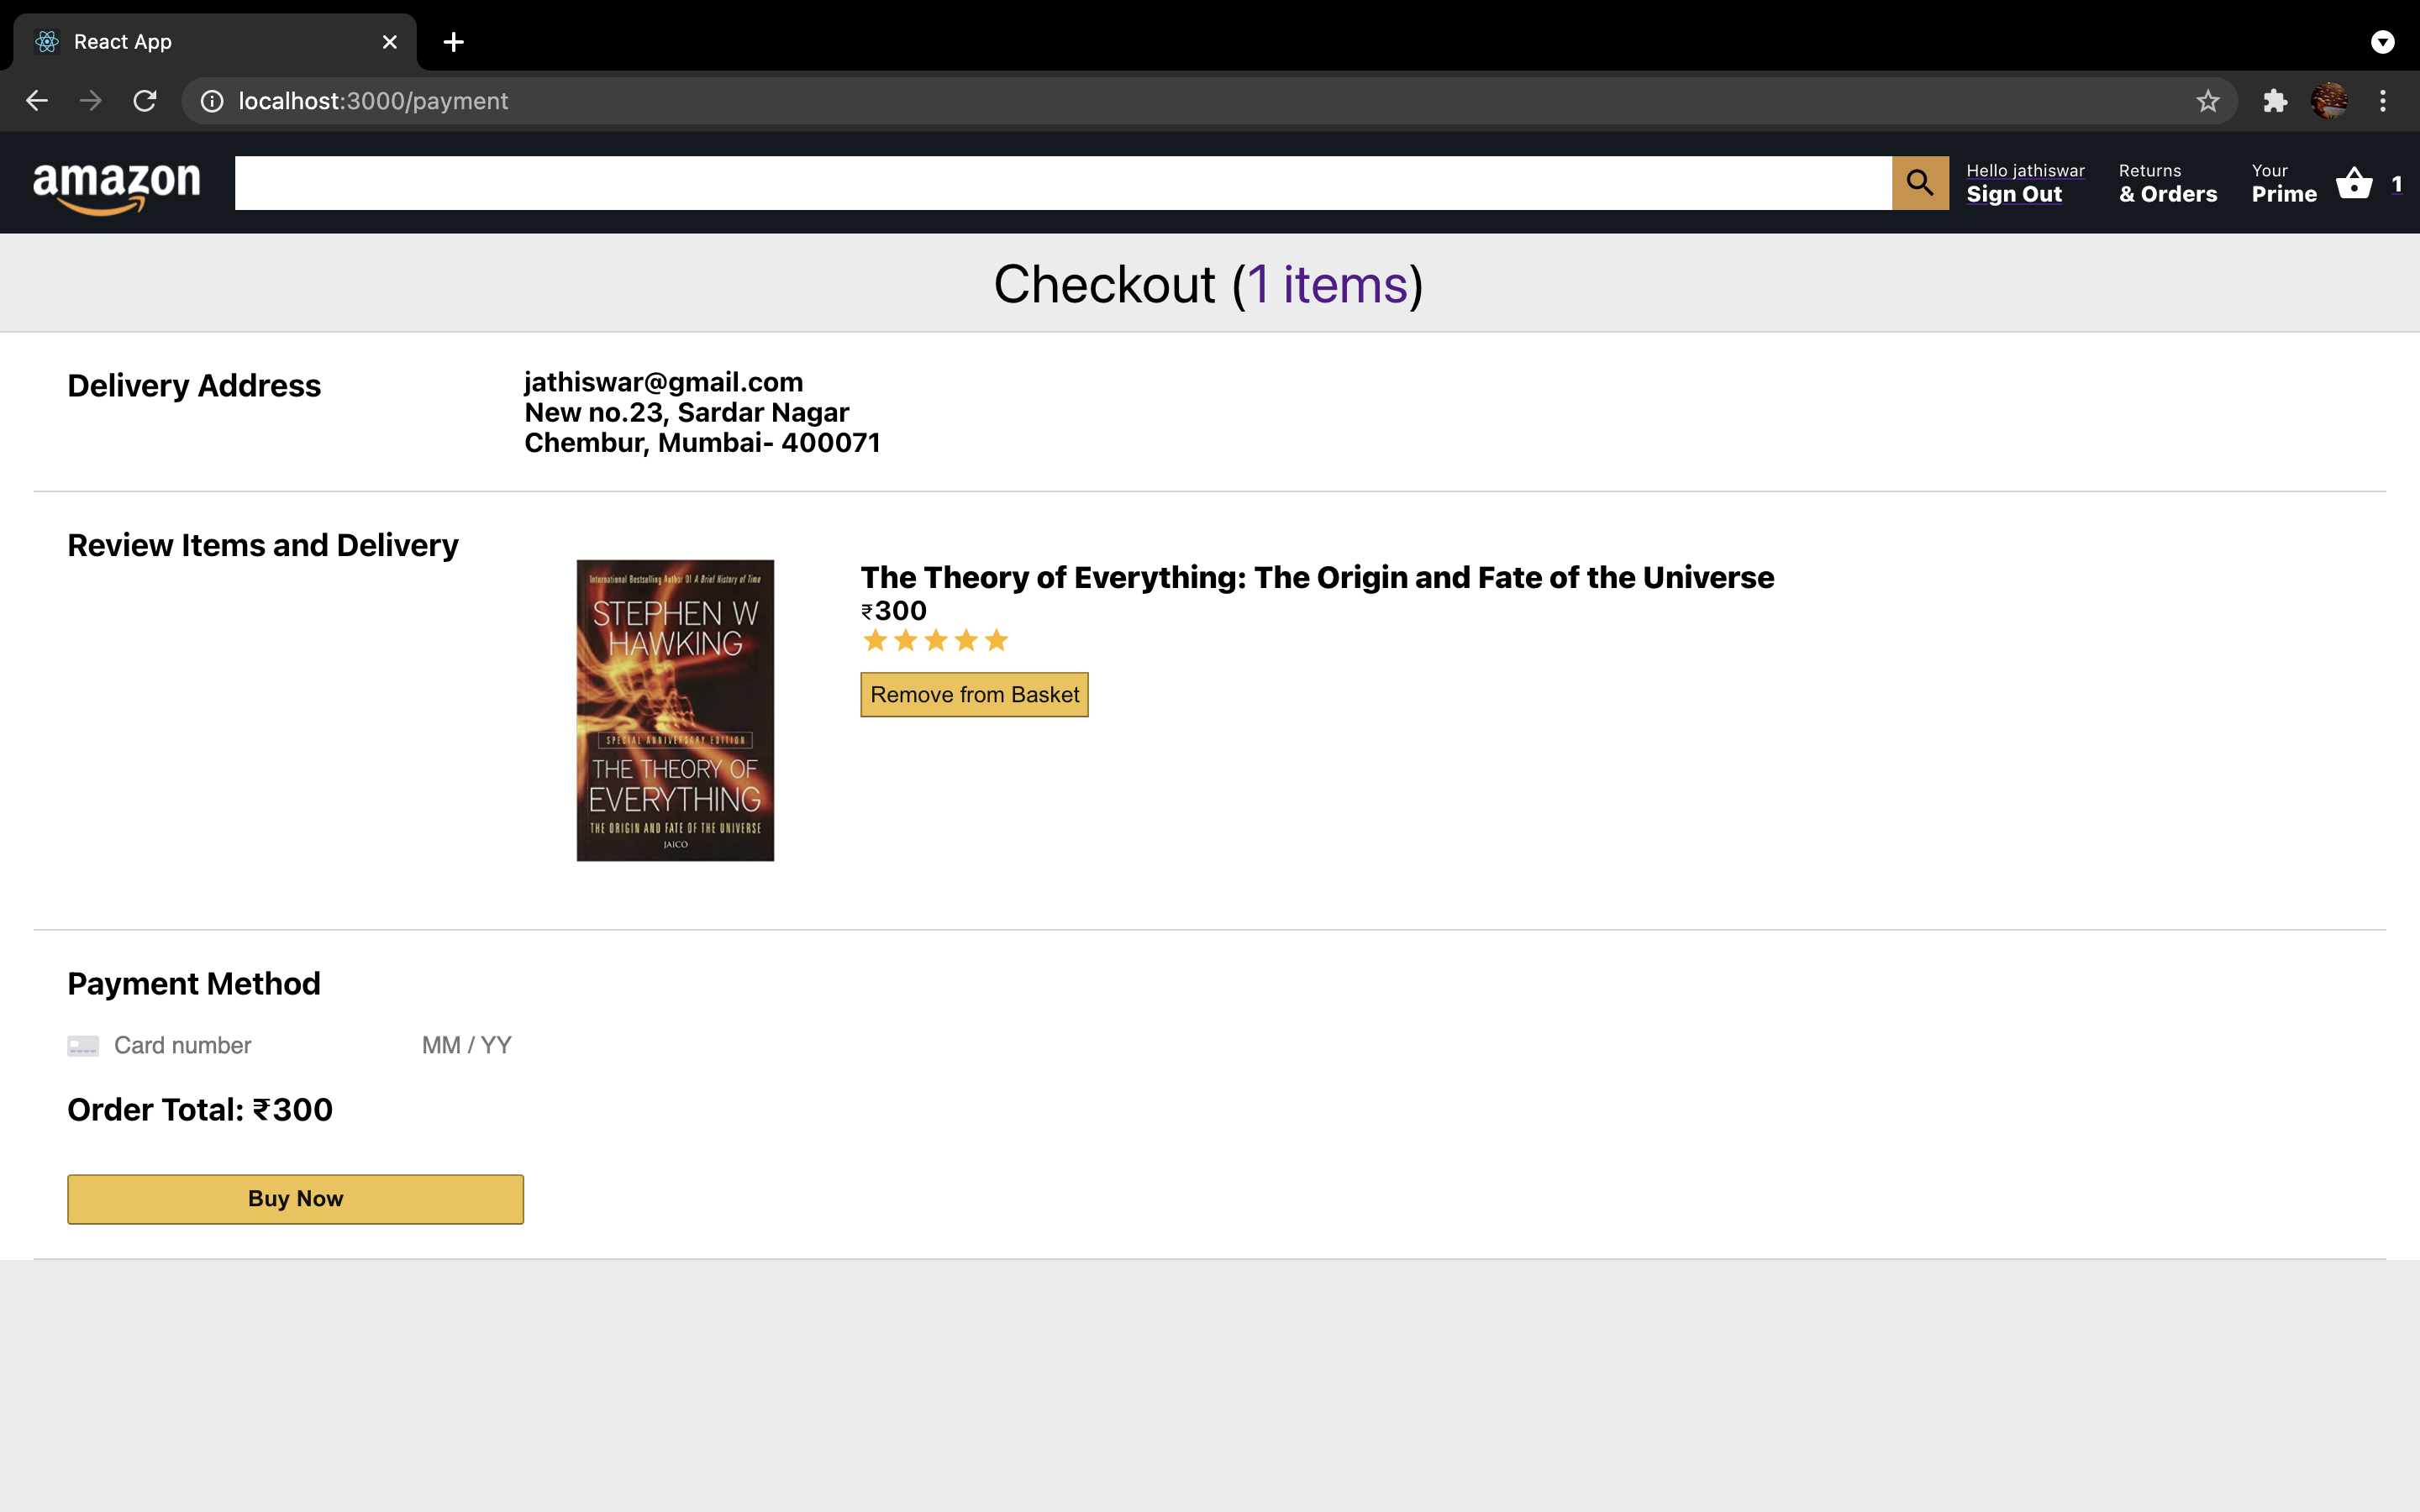 React App
localhost:3000/payment
amazon
Hello jathiswar
Sign Out
Returns
& Orders
Your
Prime
1
Checkout (1 items)
Delivery Address
jathiswar@gmail.com
New no.23, Sardar Nagar
Chembur, Mumbai- 400071
Review Items and Delivery
International Bestselling Author Of A Brief History of Time
STEPHEN W
HAWKING
SPECIAL ANNIVERSARY EDITION
THE THEORY OF
EVERYTHING
THE ORIGIN AND FATE OF THE UNIVERSE
JAICO
The Theory of Everything: The Origin and Fate of the Universe
₹300
Remove from Basket
Payment Method
Card number
MM / YY
Order Total: ₹300
Buy Now